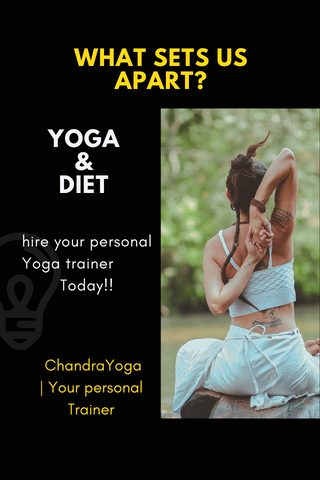 WHAT SETS US
APART?
YOGA
&
DIET
hire your personal
Yoga trainer
Today!!
ChandraYoga
| Your personal
Trainer